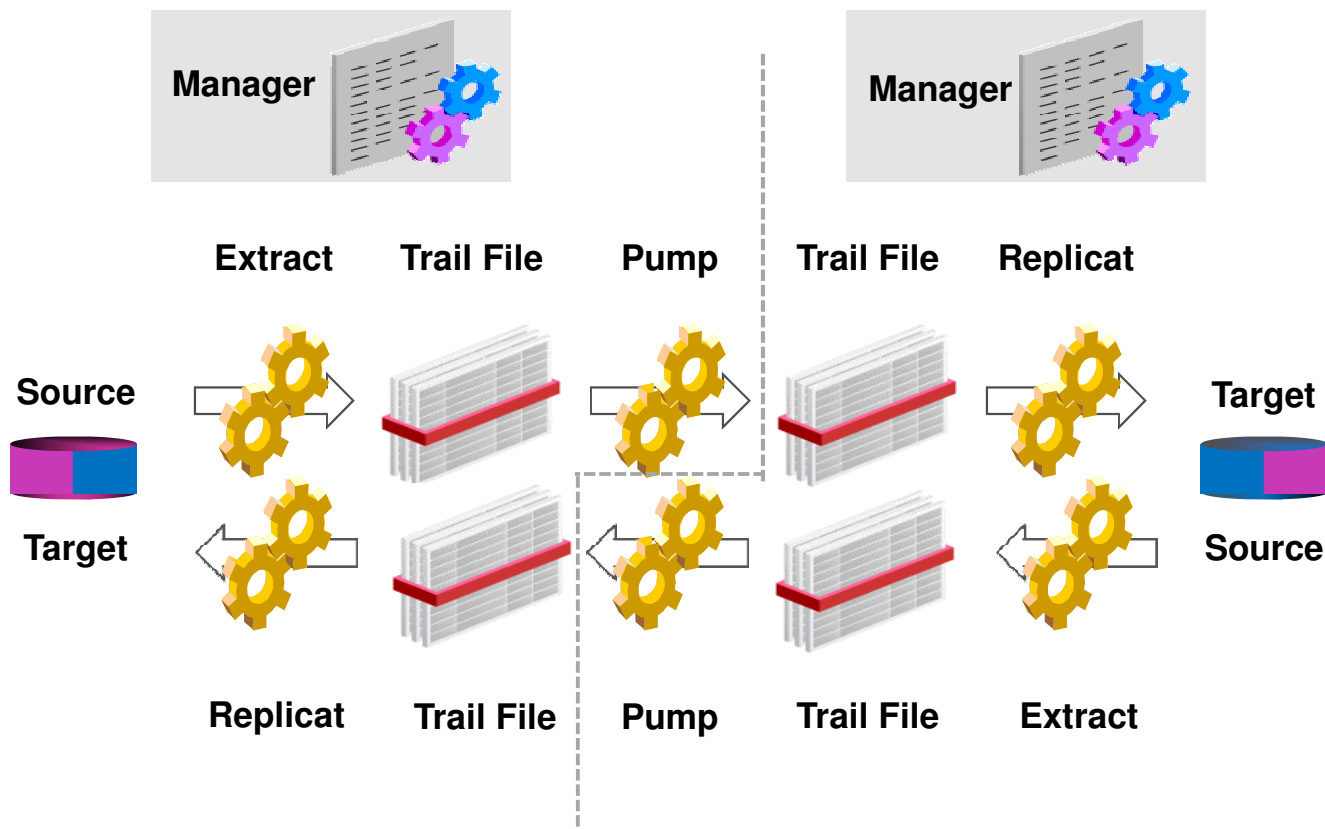 Manager
Manager
Extract Trail File Pump Trail File Replicat
Source
Target
Target
Source
Replicat Trail File Pump Trail File Extract